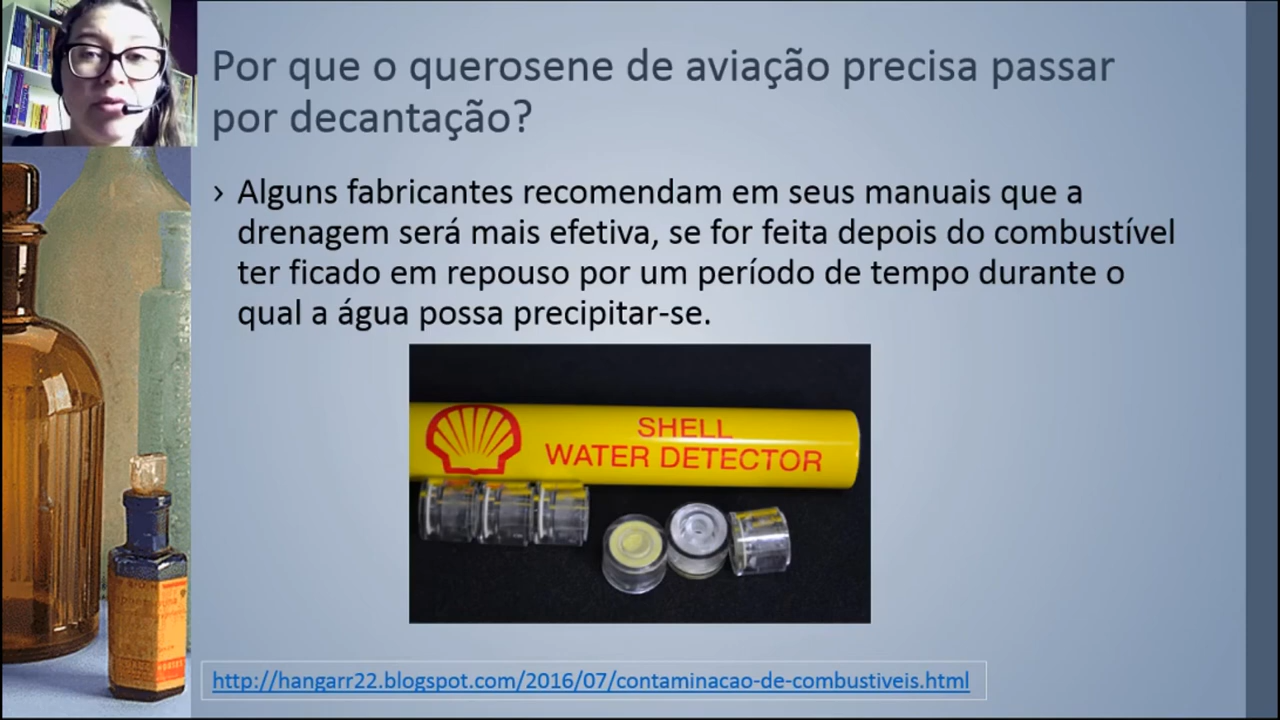 Por que o querosene de aviação precisa passar
por decantação?
› Alguns fabricantes recomendam em seus manuais que a
drenagem será mais efetiva, se for feita depois do combustível
ter ficado em repouso por um período de tempo durante o
qual a água possa precipitar-se.
SHELL
WATER DETECTOR
http://hangarr22.blogspot.com/2016/07/contaminacao-de-combustiveis.html